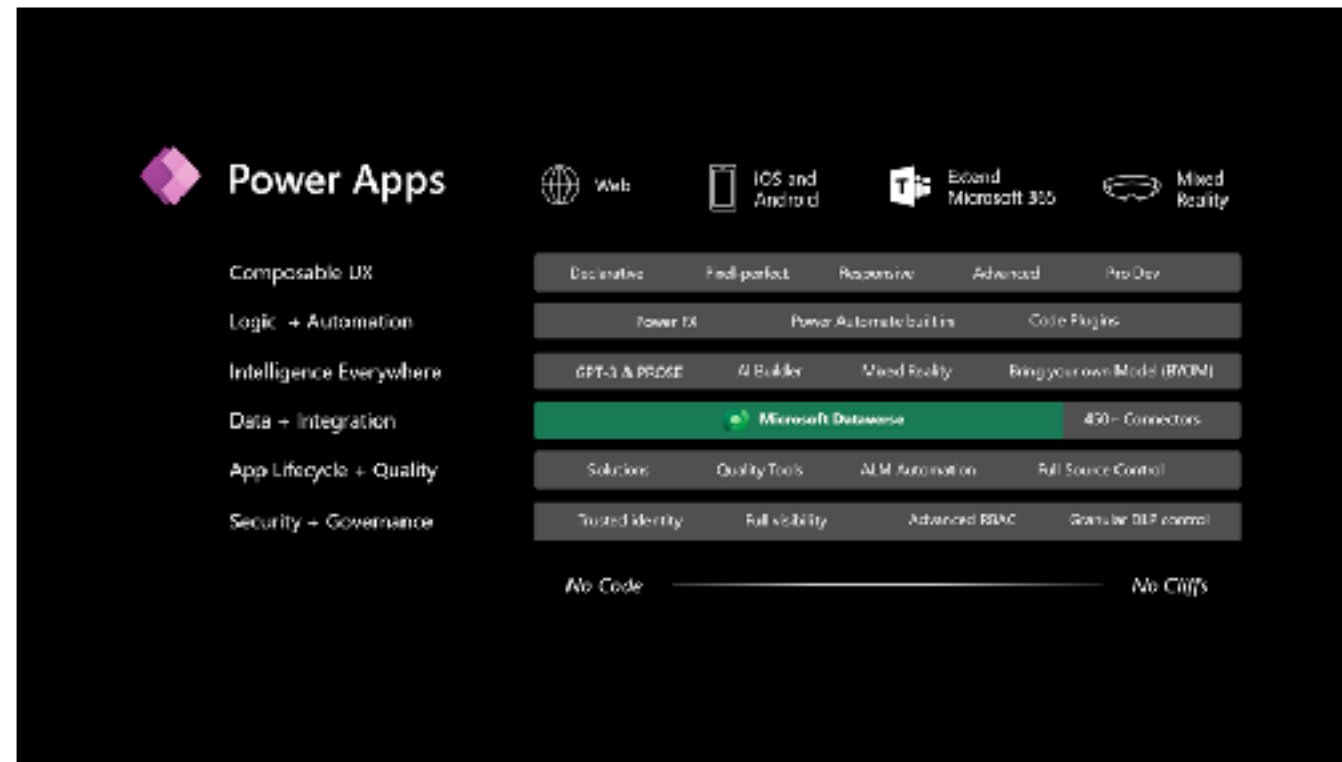 Power Apps
Web
iOS and
Android
Extend
Microsoft 365
Mixed
Reality
Composable UX
Declarative Pixel-perfect Responsive Advanced Pro Dev
Logic + Automation
Power FX Power Automate built in Code Plugins
Intelligence Everywhere
GPT-3 & PROSE AI Builder Mixed Reality Bring your own Model (BYOM)
Data + Integration
Microsoft Dataverse 450+ Connectors
App Lifecycle + Quality
Solutions Quality Tools ALM Automation Full Source Control
Security + Governance
Trusted identity Full visibility Advanced RBAC Granular DLP control
No Code No Cliffs